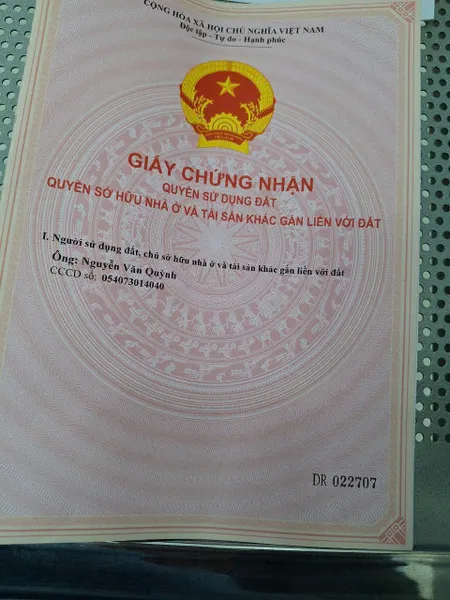 CỘNG HÒA XÃ HỘI CHỦ NGHĨA VIỆT NAM
Độc lập - Tự do - Hạnh phúc
GIẤY CHỨNG NHẬN
QUYỀN SỬ DỤNG ĐẤT
QUYỀN SỞ HỮU NHÀ Ở VÀ TÀI SẢN KHÁC GẮN LIỀN VỚI ĐẤT
I. Người sử dụng đất, chủ sở hữu nhà ở và tài sản khác gắn liền với đất
Ông: Nguyễn Văn Quỳnh
CCCD số: 054073014040
DR 022707